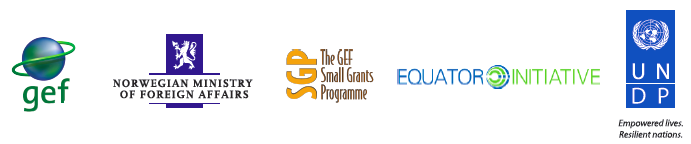 gef
NORWEGIAN MINISTRY
OF FOREIGN AFFAIRS
SGP
The GEF
Small Grants
Programme
EQUATOR INITIATIVE
U N
D P
Empowered lives.
Resilient nations.